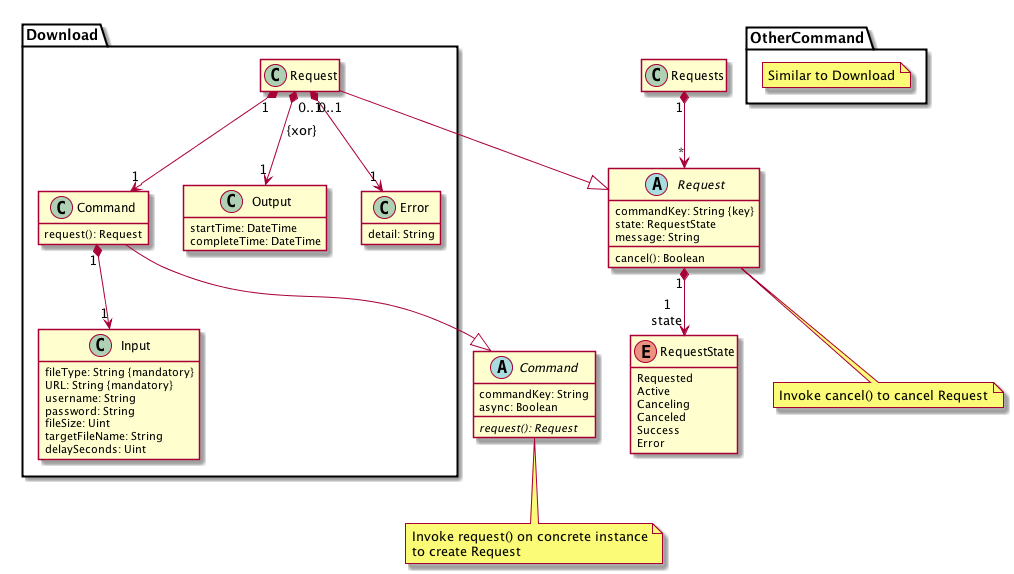 Download
C Request
1
0..1
0..1
{xor}
1
1
1
C Command
request(): Request
C Output
startTime: DateTime
completeTime: DateTime
C Error
detail: String
1
1
C Input
fileType: String {mandatory}
URL: String {mandatory}
username: String
password: String
fileSize: Uint
targetFileName: String
delaySeconds: Uint
C Requests
1
*
A Request
commandKey: String {key}
state: RequestState
message: String
cancel(): Boolean
1
1
state
E RequestState
Requested
Active
Canceling
Canceled
Success
Error
A Command
commandKey: String
async: Boolean
request(): Request
Invoke request() on concrete instance
to create Request
OtherCommand
Similar to Download
Invoke cancel() to cancel Request